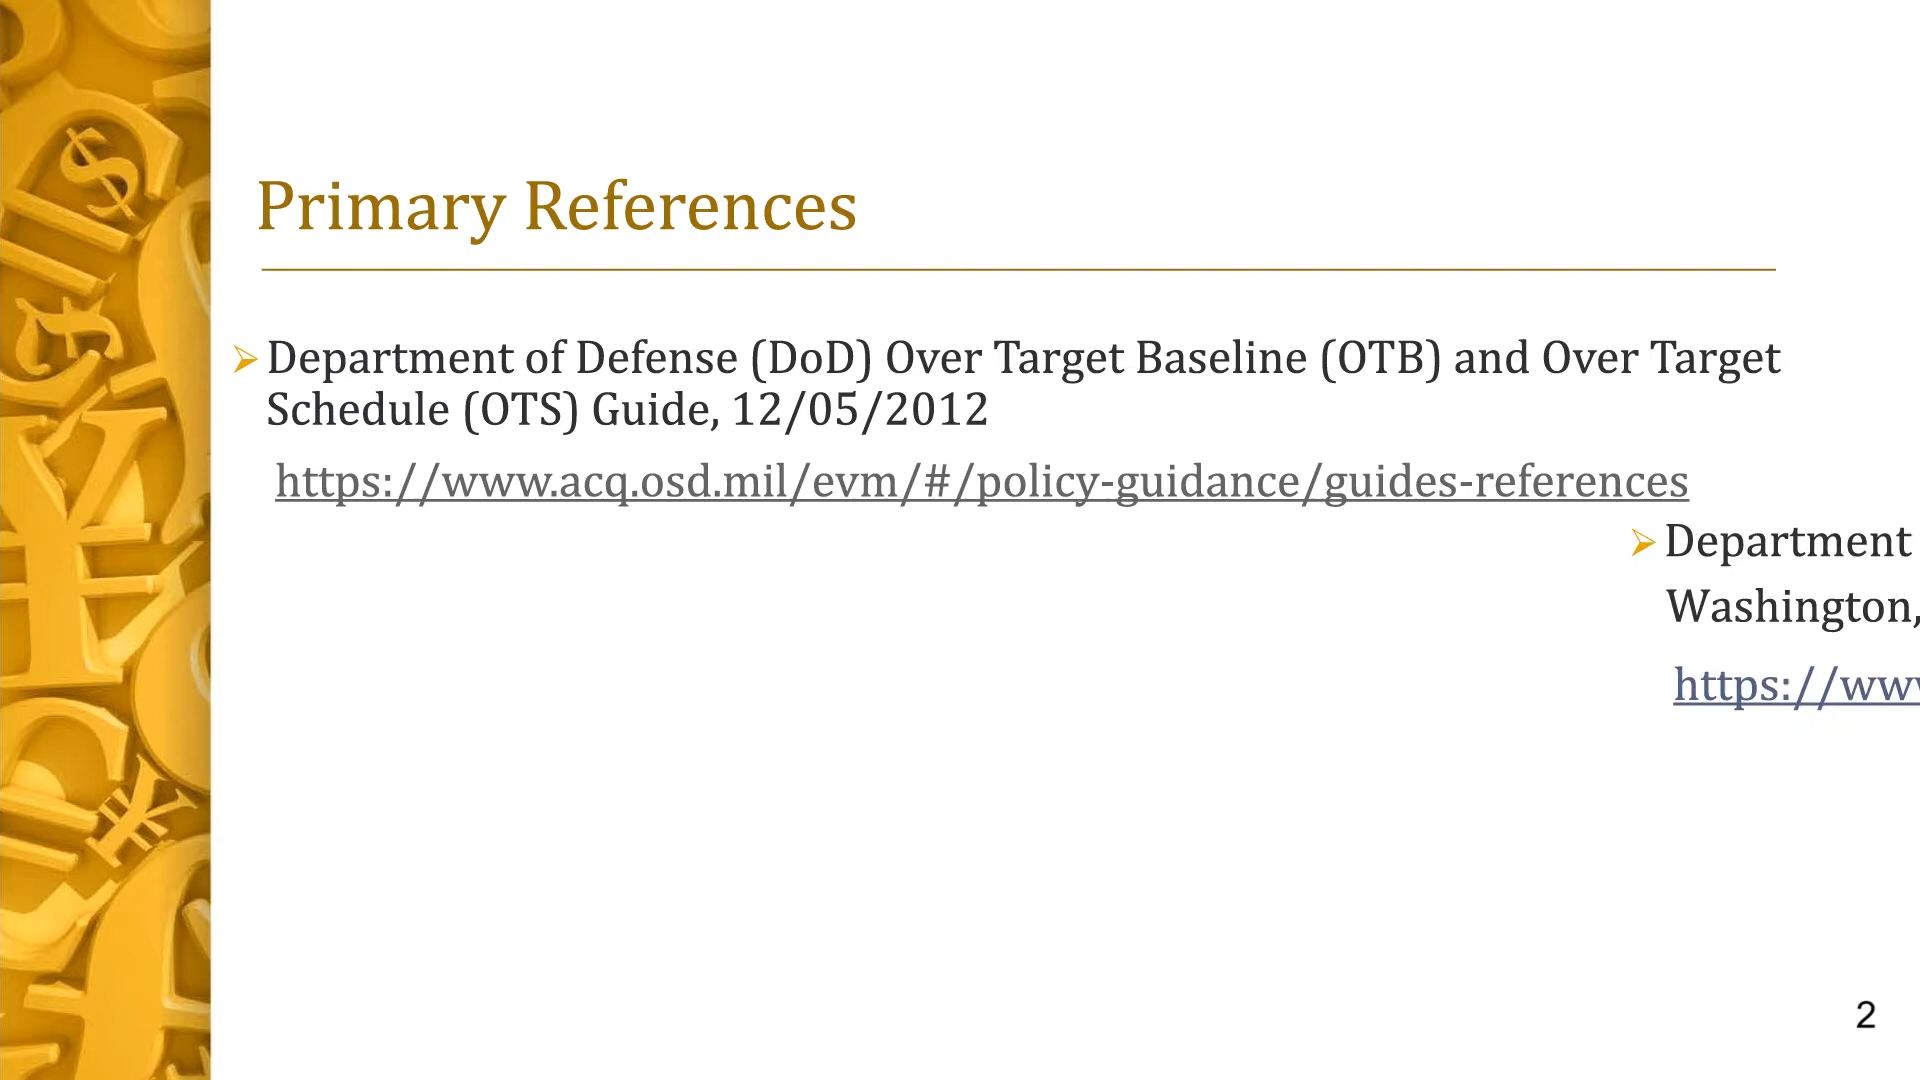 Primary References
Department of Defense (DoD) Over Target Baseline (OTB) and Over Target
Schedule (OTS) Guide, 12/05/2012
https://www.acq.osd.mil/evm/#/policy-guidance/guides-references
Department
Washington,
https://www
2